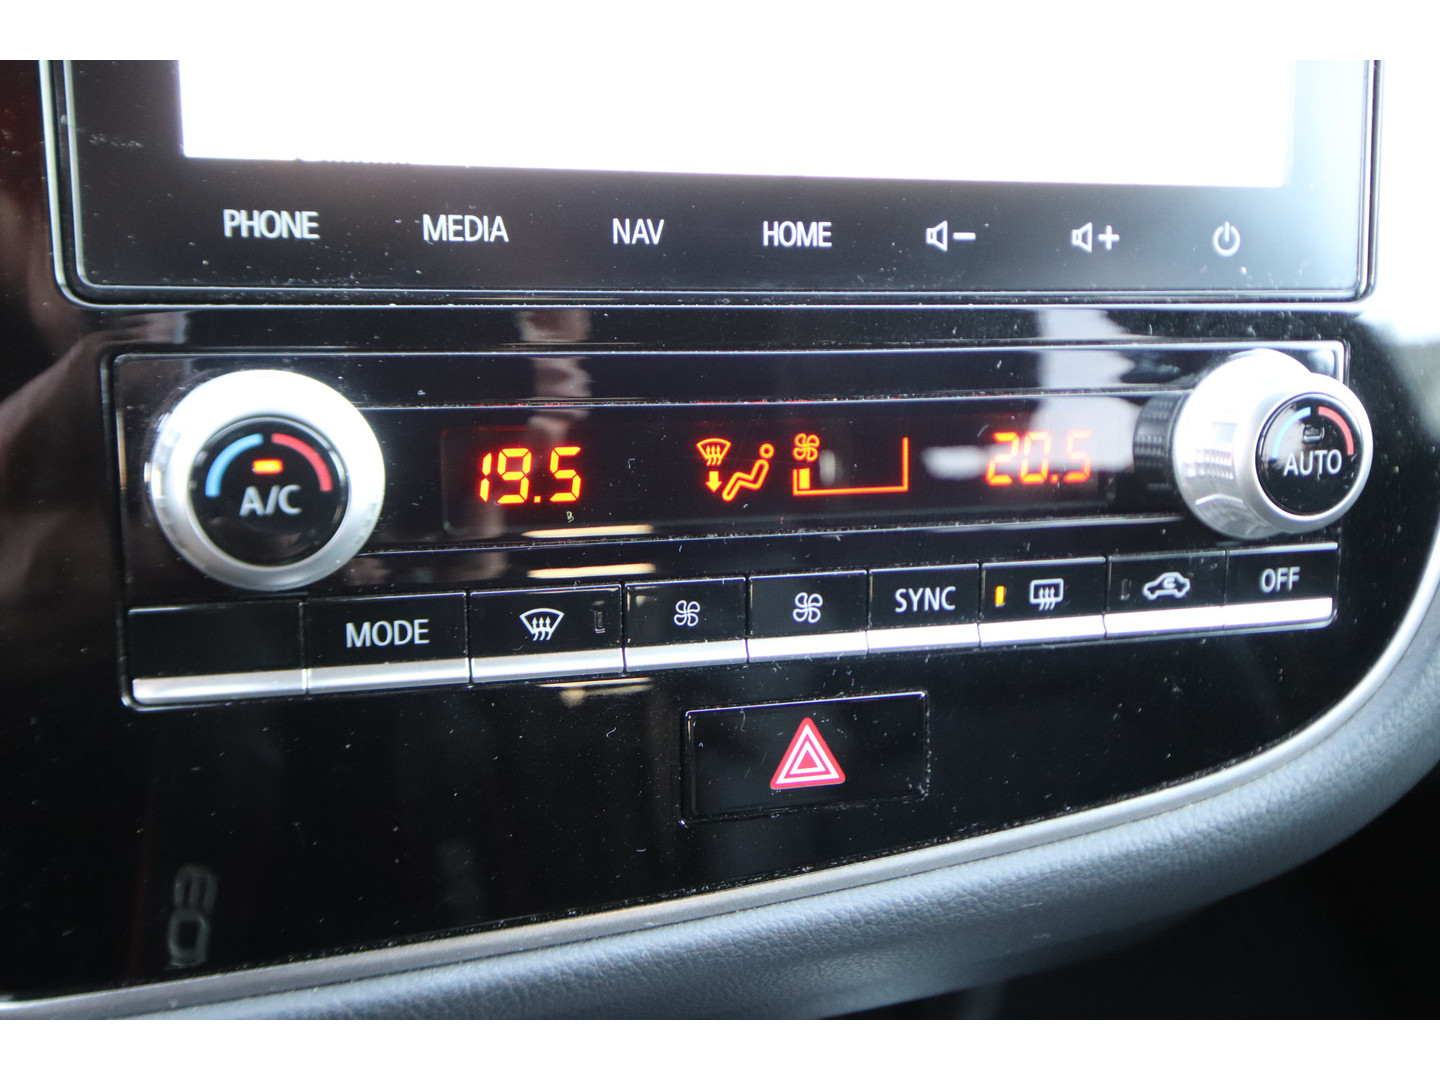 PHONE MEDIA NAV HOME
A/C 19.5 20.5 AUTO
MODE SYNC OFF